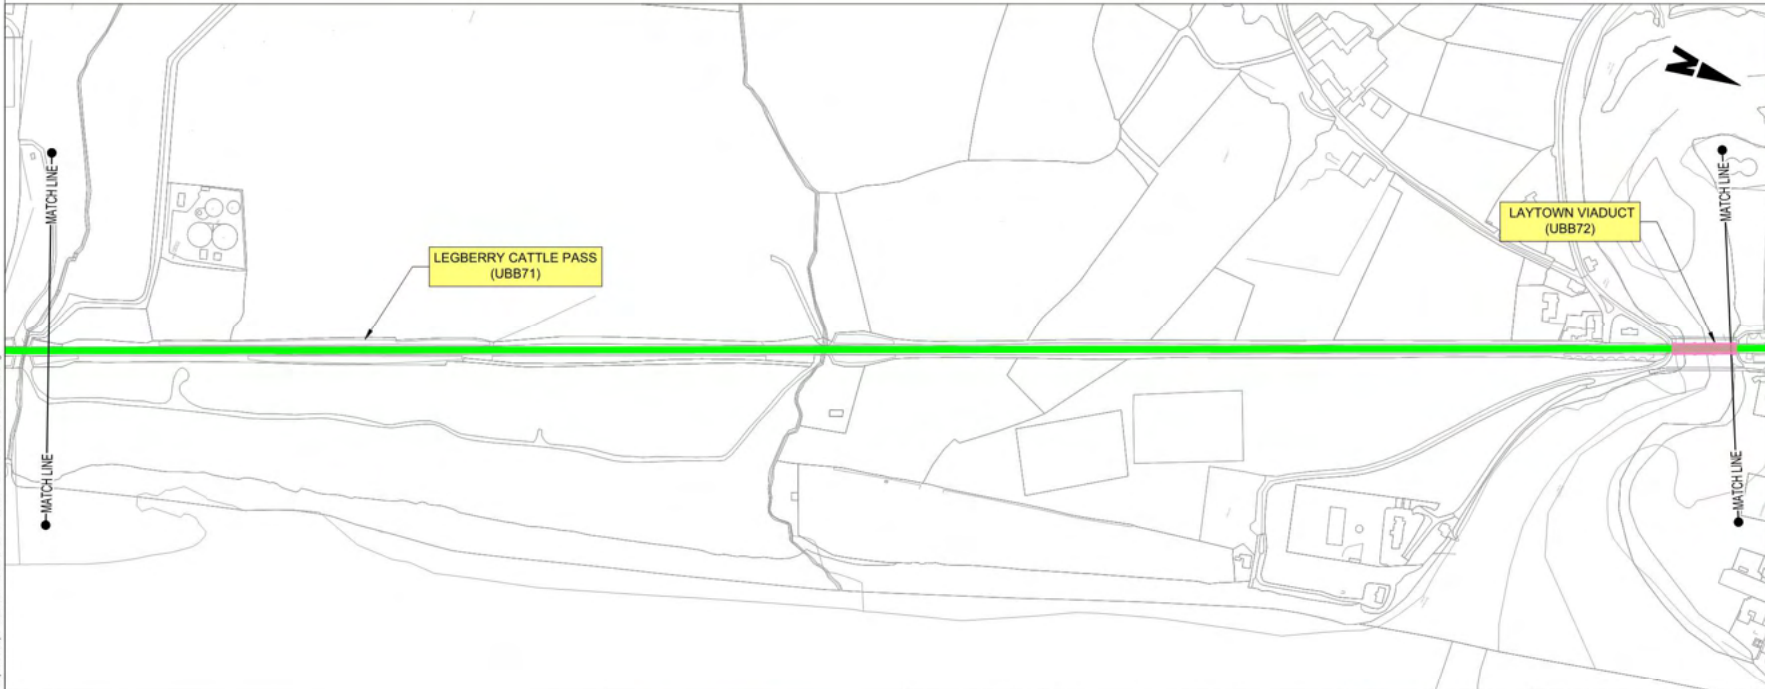 N
MATCH LINE
MATCH LINE
LAYTOWN VIADUCT
(UBB72)
LEGBERRY CATTLE PASS
(UBB71)
MATCH LINE
MATCH LINE